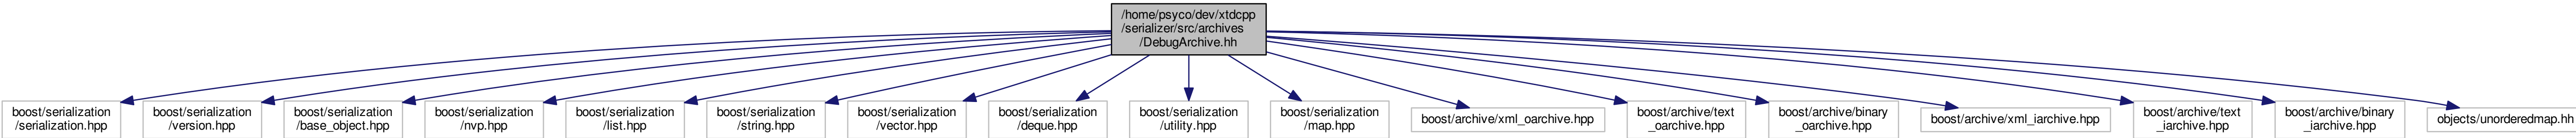 /home/psyco/dev/xtdcpp
/serializer/src/archives
/DebugArchive.hh
boost/serialization
/serialization.hpp
boost/serialization
/version.hpp
boost/serialization
/base_object.hpp
boost/serialization
/nvp.hpp
boost/serialization
/list.hpp
boost/serialization
/string.hpp
boost/serialization
/vector.hpp
boost/serialization
/deque.hpp
boost/serialization
/utility.hpp
boost/serialization
/map.hpp
boost/archive/xml_oarchive.hpp
boost/archive/text
_oarchive.hpp
boost/archive/binary
_oarchive.hpp
boost/archive/xml_iarchive.hpp
boost/archive/text
_iarchive.hpp
boost/archive/binary
_iarchive.hpp
objects/unorderedmap.hh